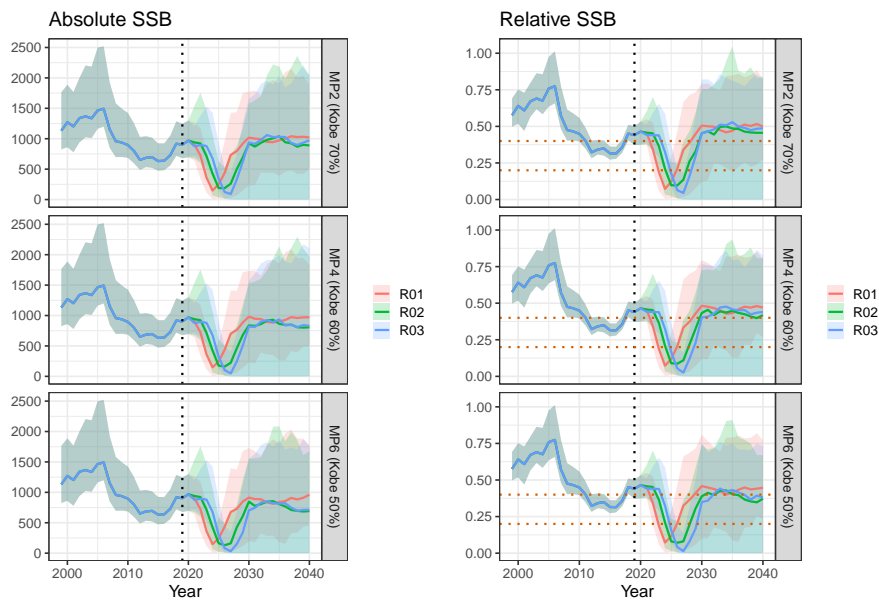 Absolute SSB
2500
2000
1500
1000
500
0
MP2 (Kobe 70%)
2500
2000
1500
1000
500
0
MP4 (Kobe 60%)
2500
2000
1500
1000
500
0
MP6 (Kobe 50%)
2000
2010
2020
2030
2040
Year
R01
R02
R03
Relative SSB
1.00
0.75
0.50
0.25
0.00
MP2 (Kobe 70%)
1.00
0.75
0.50
0.25
0.00
MP4 (Kobe 60%)
1.00
0.75
0.50
0.25
0.00
MP6 (Kobe 50%)
2000
2010
2020
2030
2040
Year
R01
R02
R03